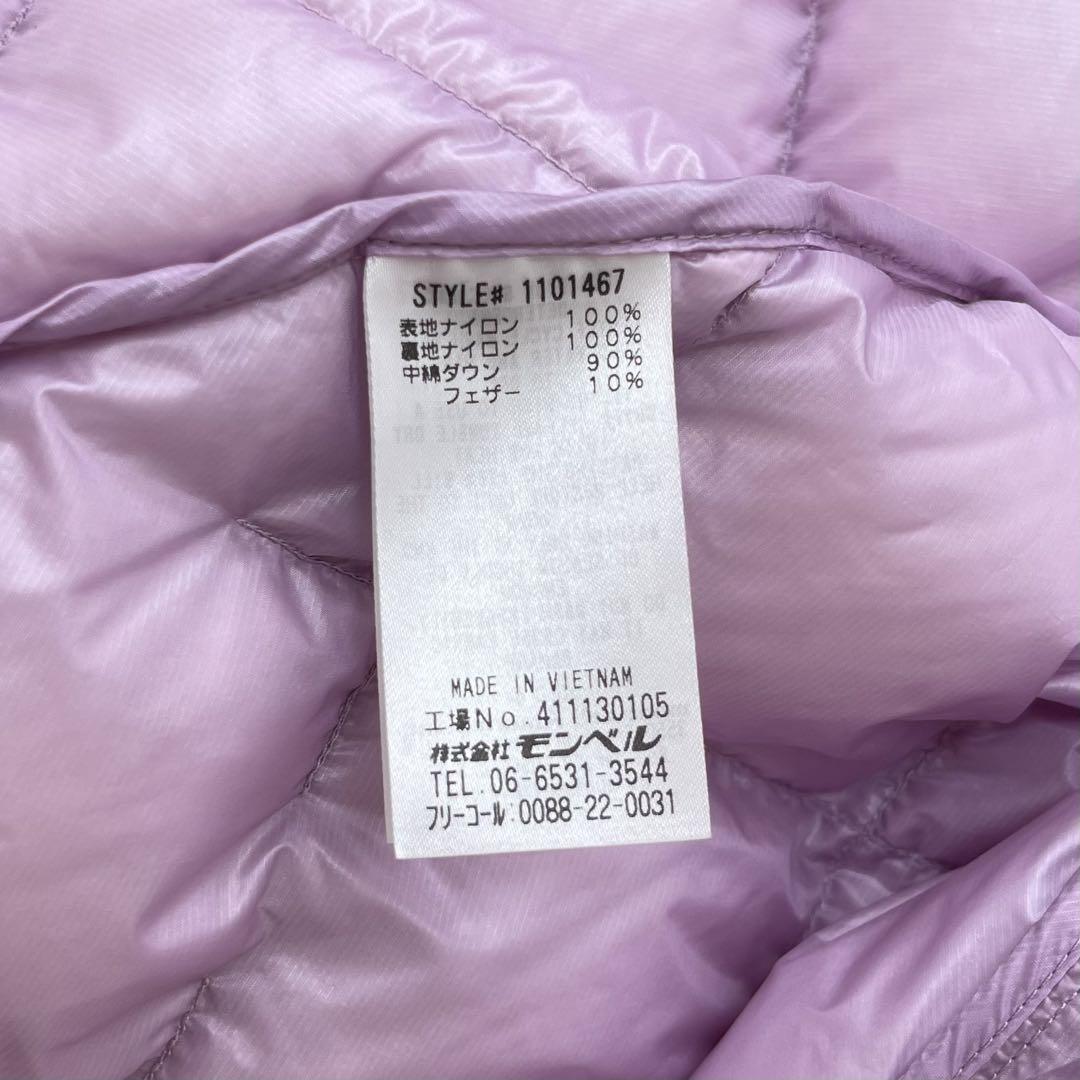 STYLE# 1101467
表地ナイロン 100%
裏地ナイロン 100%
中綿ダウン 90%
フェザー 10%
MADE IN VIETNAM
工場No.411130105
株式会社 モンベル
TEL.06-6531-3544
フリーコール:0088-22-0031